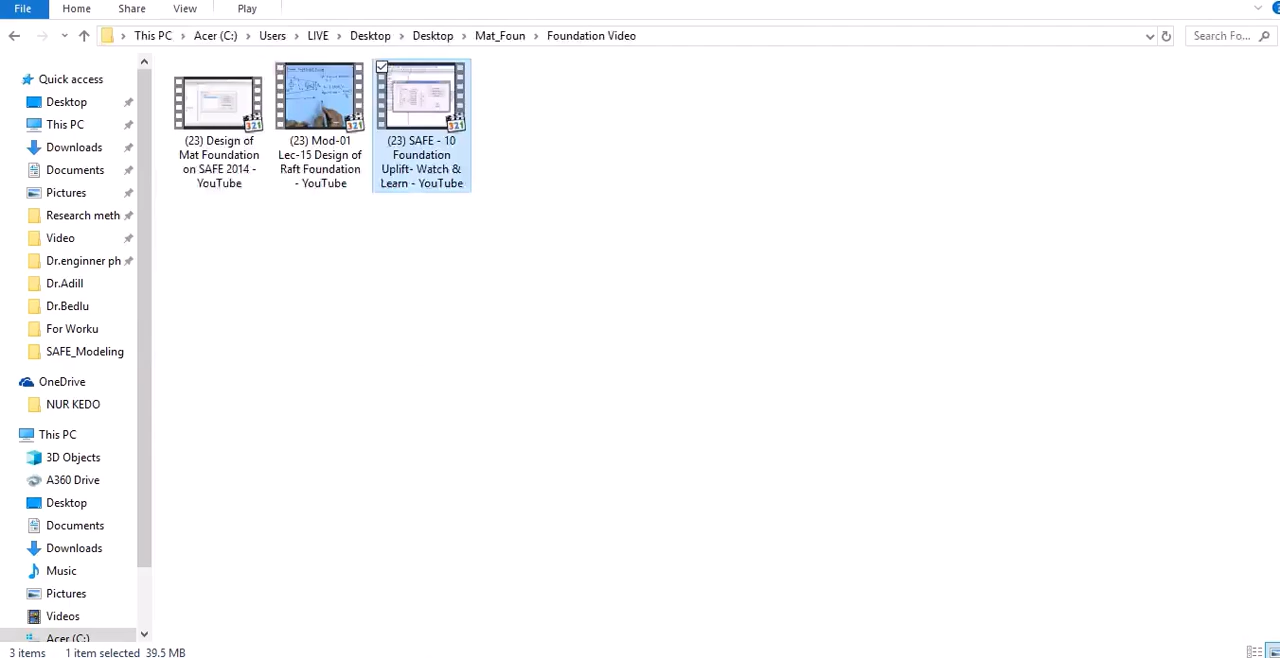 File Home Share View Play
This PC Acer (C:) Users LIVE Desktop Desktop Mat_Foun Foundation Video
Search Fo...
Quick access
Desktop
This PC
Downloads
Documents
Pictures
Research meth
Video
Dr.enginner ph
Dr.Adill
Dr.Bedlu
For Worku
SAFE_Modeling
OneDrive
NUR KEDO
This PC
3D Objects
A360 Drive
Desktop
Documents
Downloads
Music
Pictures
Videos
Acer (C:)
321
(23) Design of
Mat Foundation
on SAFE 2014 -
YouTube
321
(23) Mod-01
Lec-15 Design of
Raft Foundation
- YouTube
321
(23) SAFE - 10
Foundation
Uplift- Watch &
Learn - YouTube
3 items 1 item selected 39.5 MB